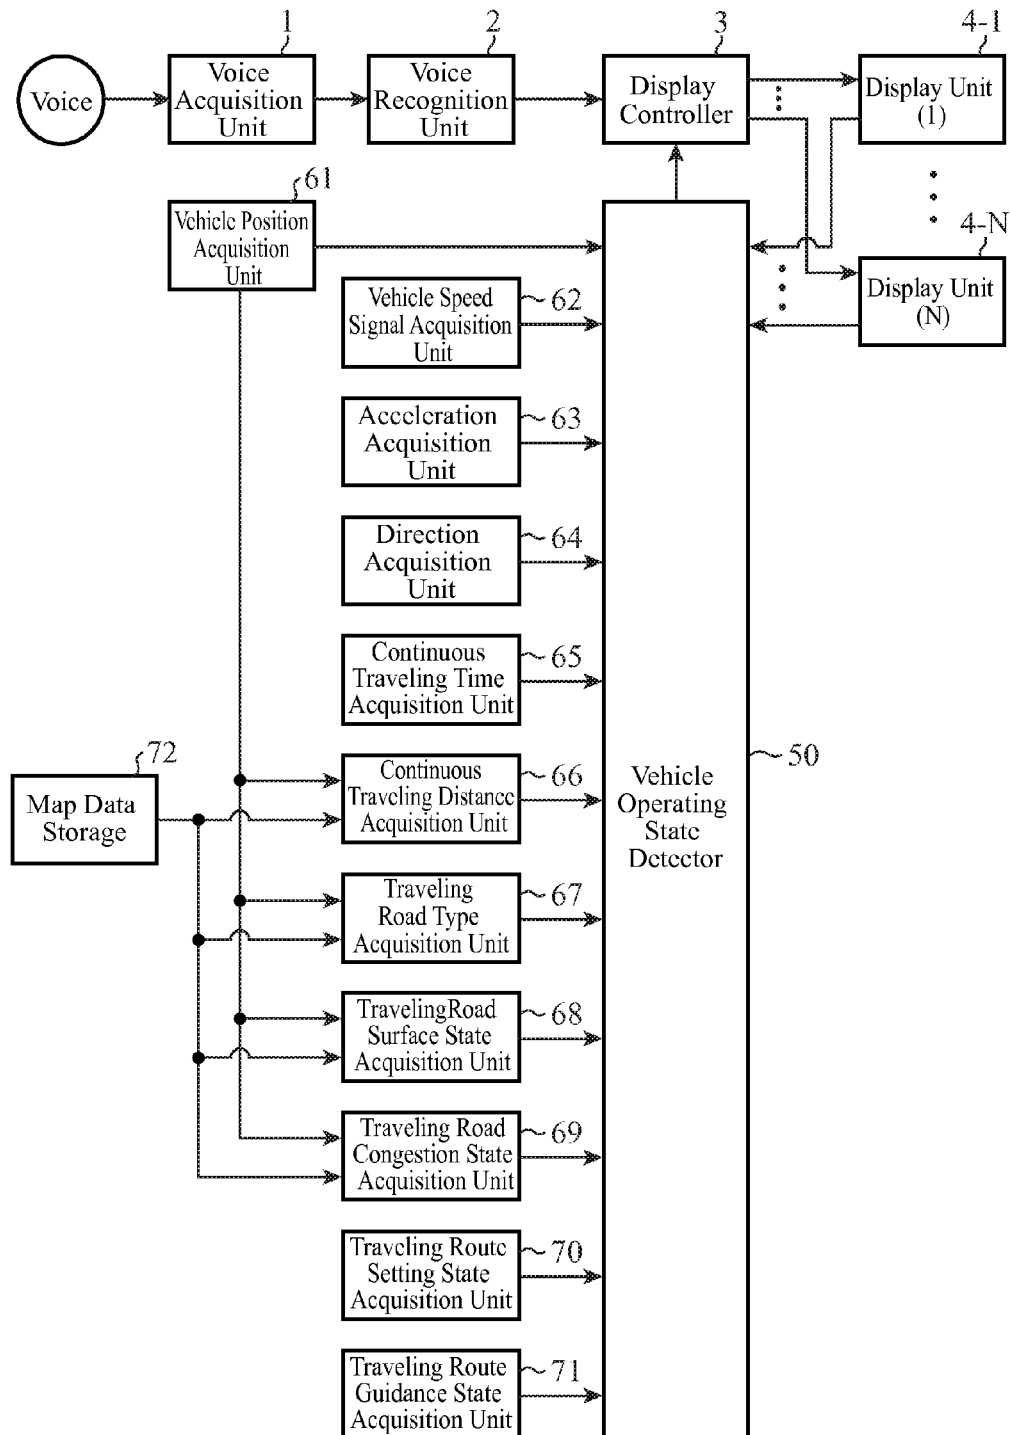 1
2
3
4-1
Voice
Voice
Acquisition
Unit
Voice
Recognition
Unit
Display
Controller
Display Unit
(1)
61
Vehicle Position
Acquisition
Unit
4-N
Display Unit
(N)
Vehicle Speed
Signal Acquisition
Unit
62
Acceleration
Acquisition
Unit
63
Direction
Acquisition
Unit
64
Continuous
Traveling Time
Acquisition Unit
65
72
Map Data
Storage
Continuous
Traveling Distance
Acquisition Unit
66
Vehicle
Operating
State
Detector
50
Traveling
Road Type
Acquisition Unit
67
TravelingRoad
Surface State
Acquisition Unit
68
Traveling Road
Congestion State
Acquisition Unit
69
Traveling Route
Setting State
Acquisition Unit
70
Traveling Route
Guidance State
Acquisition Unit
71